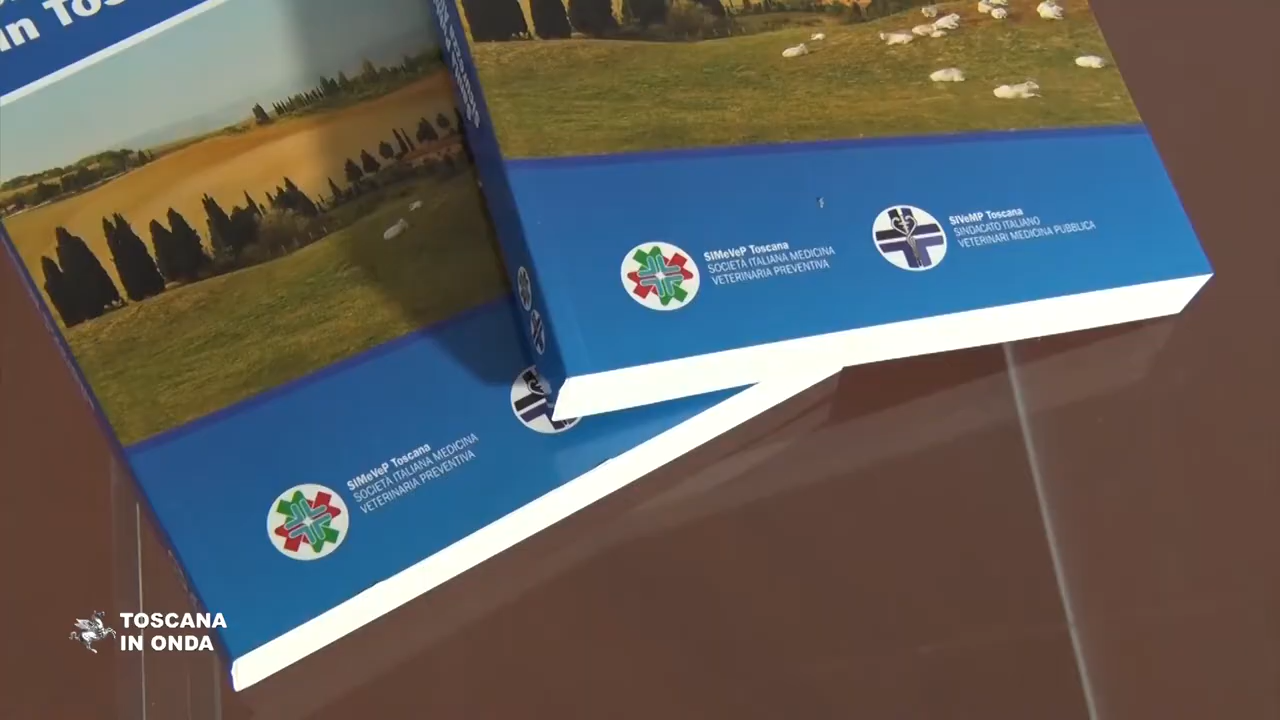 in Tos
SIMeVeP Toscana
SOCIETÀ ITALIANA MEDICINA
VETERINARIA PREVENTIVA
SIVeMP Toscana
SINDACATO ITALIANO
VETERINARI MEDICINA PUBBLICA
SIMeVeP Toscana
SOCIETÀ ITALIANA MEDICINA
VETERINARIA PREVENTIVA
TOSCANA
IN ONDA